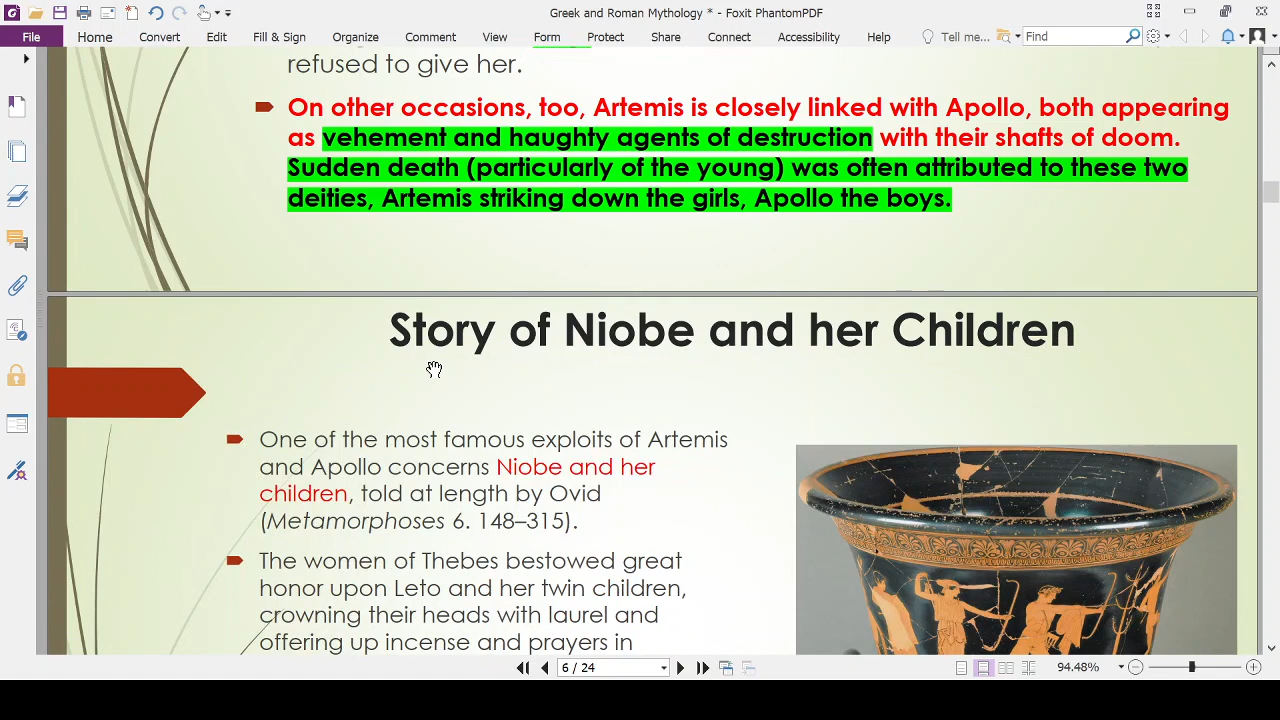 Greek and Roman Mythology * - Foxit PhantomPDF
File Home Convert Edit Fill & Sign Organize Comment View Form Protect Share Connect Accessibility Help Tell me... Find
refused to give her.
On other occasions, too, Artemis is closely linked with Apollo, both appearing
as vehement and haughty agents of destruction with their shafts of doom.
Sudden death (particularly of the young) was often attributed to these two
deities, Artemis striking down the girls, Apollo the boys.
Story of Niobe and her Children
One of the most famous exploits of Artemis
and Apollo concerns Niobe and her
children, told at length by Ovid
(Metamorphoses 6. 148–315).
The women of Thebes bestowed great
honor upon Leto and her twin children,
crowning their heads with laurel and
offering up incense and prayers in
6 / 24
94.48%